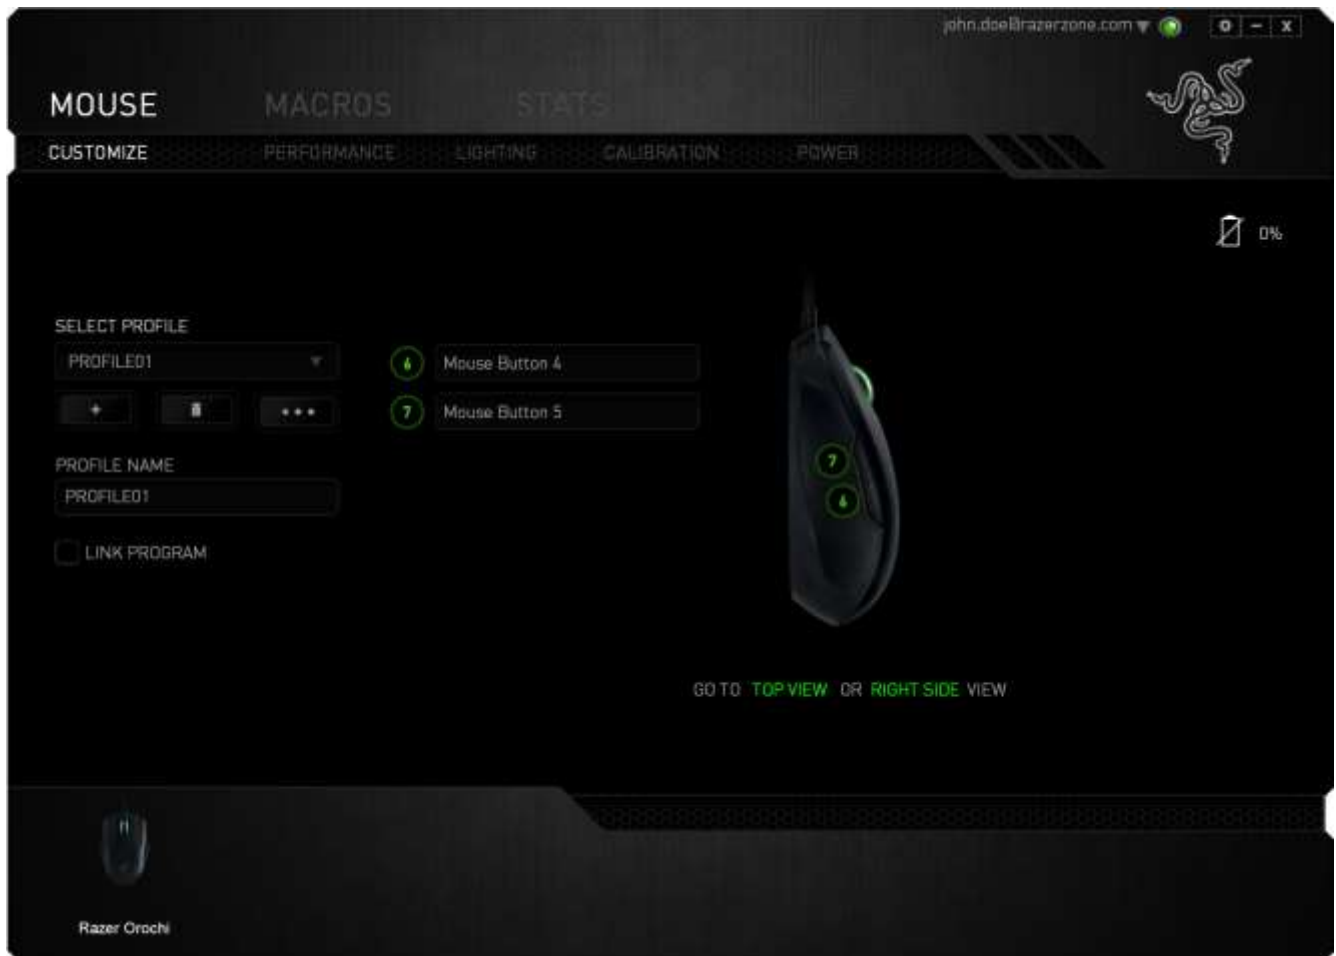 john.doe@razerzone.com
MOUSE MACROS STATS
CUSTOMIZE PERFORMANCE LIGHTING CALIBRATION POWER
0%
SELECT PROFILE
PROFILE01
6 Mouse Button 4
+ •••
7 Mouse Button 5
PROFILE NAME
PROFILE01
LINK PROGRAM
7
6
GO TO TOP VIEW OR RIGHT SIDE VIEW
Razer Orochi